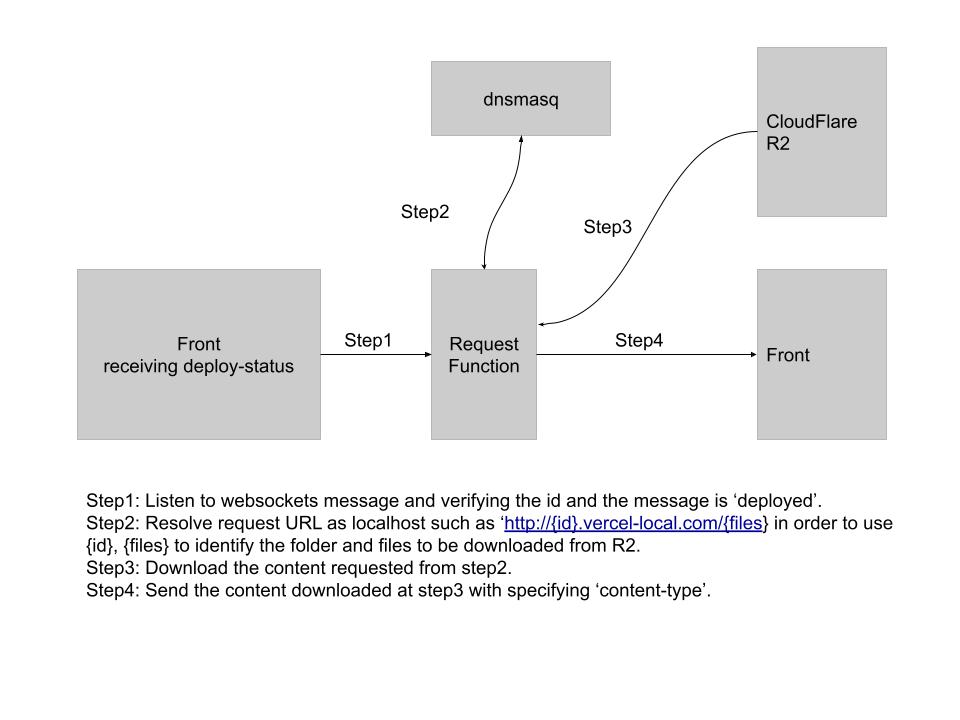 dnsmasq
CloudFlare
R2
Step2
Step3
Front
receiving deploy-status
Step1
Request
Function
Step4
Front
Step1: Listen to websockets message and verifying the id and the message is ‘deployed’.
Step2: Resolve request URL as localhost such as ‘http://{id}.vercel-local.com/{files} in order to use
{id}, {files} to identify the folder and files to be downloaded from R2.
Step3: Download the content requested from step2.
Step4: Send the content downloaded at step3 with specifying ‘content-type’.